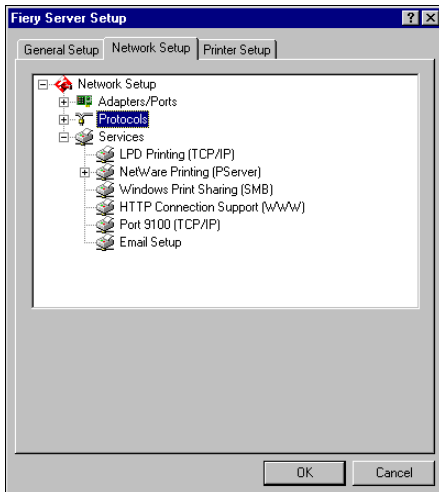 Fiery Server Setup
General Setup Network Setup Printer Setup
Network Setup
Adapters/Ports
Protocols
Services
LPD Printing (TCP/IP)
NetWare Printing (PServer)
Windows Print Sharing (SMB)
HTTP Connection Support (WWW)
Port 9100 (TCP/IP)
Email Setup
OK Cancel